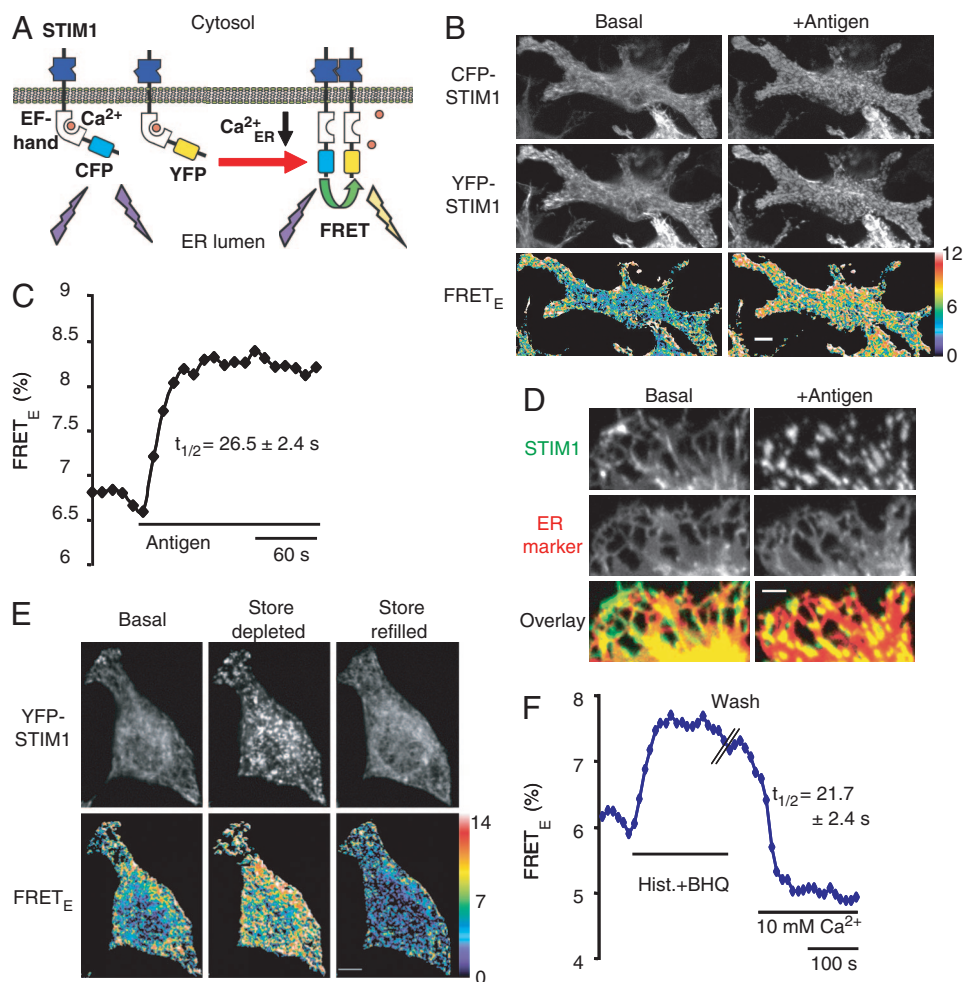 A
STIM1
Cytosol
EF-
hand
Ca2+
CFP
YFP
Ca2+
ER
FRET
ER lumen
B
Basal
+Antigen
CFP-
STIM1
YFP-
STIM1
FRETE
12
6
0
C
9
8.5
8
7.5
7
6.5
6
FRETE (%)
t1/2= 26.5 ± 2.4 s
Antigen
60 s
D
Basal
+Antigen
STIM1
ER
marker
Overlay
E
Basal
Store
depleted
Store
refilled
YFP-
STIM1
FRETE
14
7
0
F
8
7
6
5
4
FRETE (%)
Wash
t1/2= 21.7
± 2.4 s
Hist.+BHQ
10 mM Ca2+
100 s